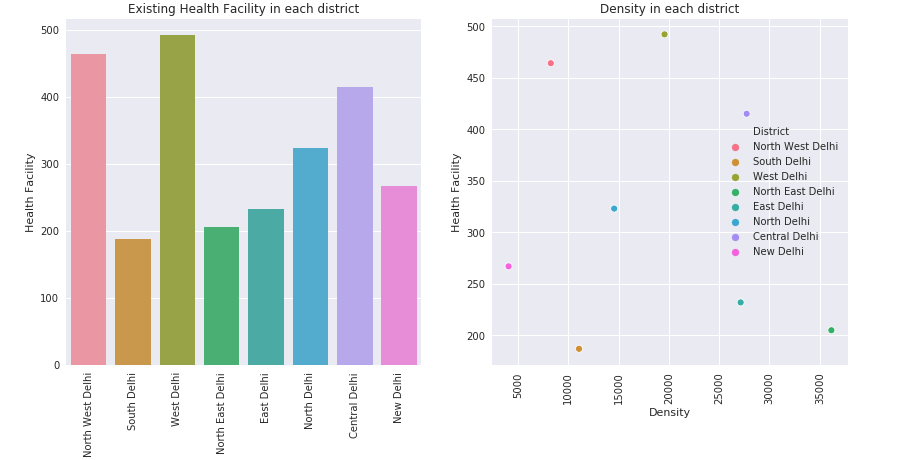 Existing Health Facility in each district
500
400
300
200
100
0
Health Facility
North West Delhi
South Delhi
West Delhi
North East Delhi
East Delhi
North Delhi
Central Delhi
New Delhi
Density in each district
500
450
400
350
300
250
200
Health Facility
District
North West Delhi
South Delhi
West Delhi
North East Delhi
East Delhi
North Delhi
Central Delhi
New Delhi
5000
10000
15000
20000
25000
30000
35000
Density